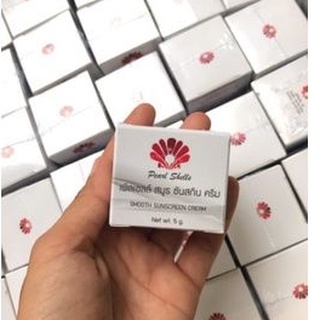 Pearl Shells
เพิลเชลล์ สมูธ ซันสกิน ครีม
SMOOTH SUNSCREEN CREAM
Net wt. 5 g.